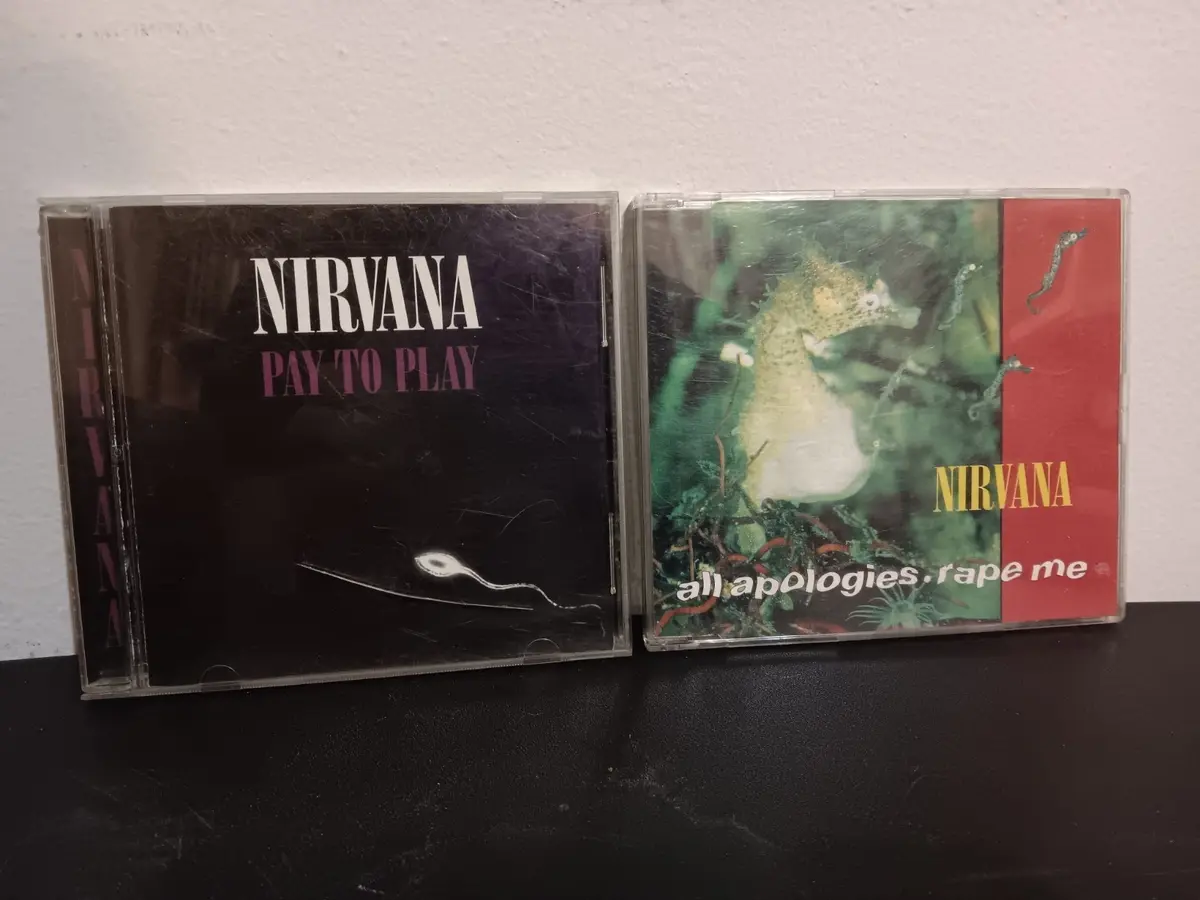 NIRVANA
NIRVANA
PAY TO PLAY
NIRVANA
all apologies. rape me